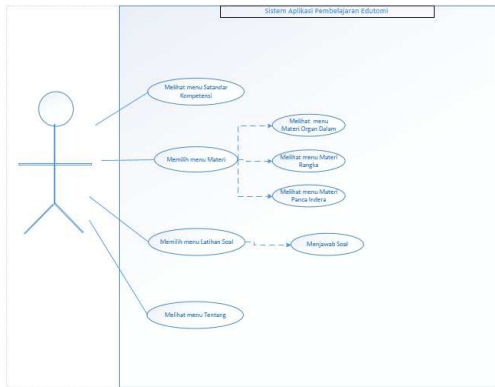 Sistem Aplikasi Pembelajaran Edutomi
Melihat menu Satandar
Kompetensi
Memilih menu Materi
Melihat menu
Materi Organ Dalam
Melihat menu Materi
Rangka
Melihat menu Materi
Panca Indera
Memilih menu Latihan Soal
Menjawab Soal
Melihat menu Tentang